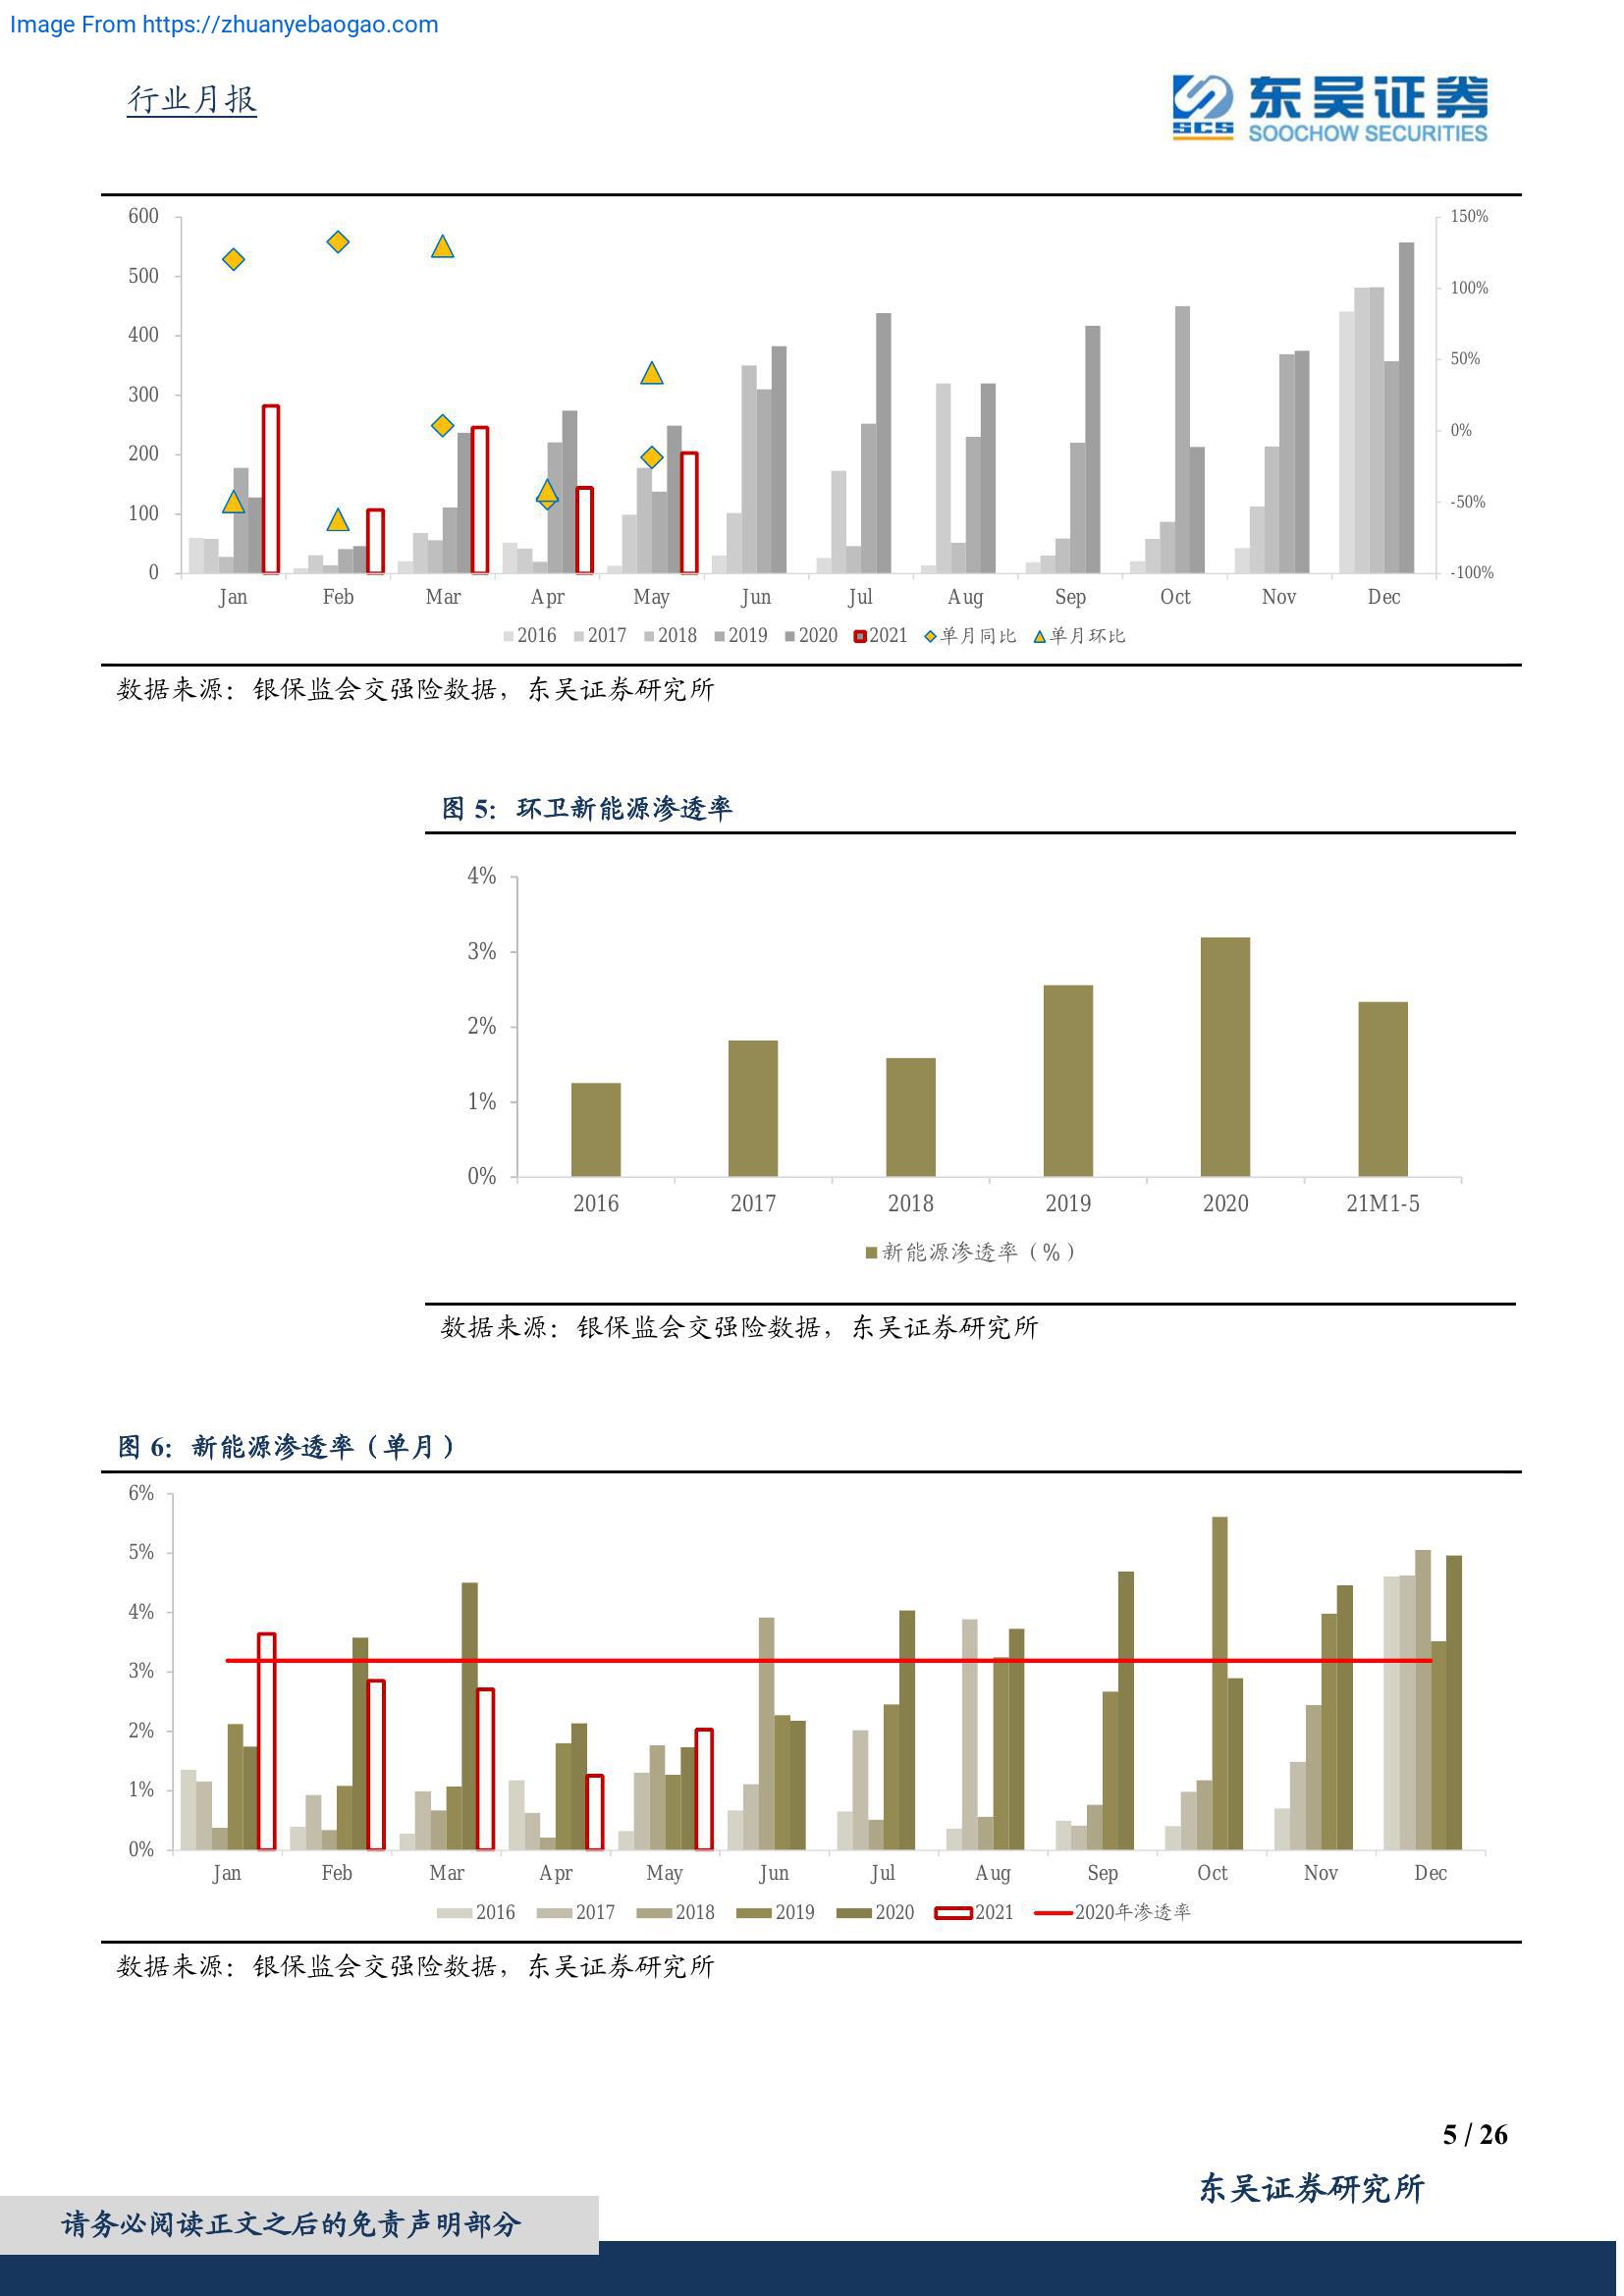 Image From https://zhuanyebaogao.com
行业月报
SCS
东吴证券
SOOCHOW SECURITIES
600
500
400
300
200
100
0
150%
100%
50%
0%
-50%
-100%
Jan Feb Mar Apr May Jun Jul Aug Sep Oct Nov Dec
2016 2017 2018 2019 2020 2021 单月同比 单月环比
数据来源：银保监会交强险数据，东吴证券研究所
图 5：环卫新能源渗透率
4%
3%
2%
1%
0%
2016 2017 2018 2019 2020 21M1-5
新能源渗透率（%）
数据来源：银保监会交强险数据，东吴证券研究所
图 6：新能源渗透率（单月）
6%
5%
4%
3%
2%
1%
0%
Jan Feb Mar Apr May Jun Jul Aug Sep Oct Nov Dec
2016 2017 2018 2019 2020 2021 2020年渗透率
数据来源：银保监会交强险数据，东吴证券研究所
5 / 26
东吴证券研究所
请务必阅读正文之后的免责声明部分